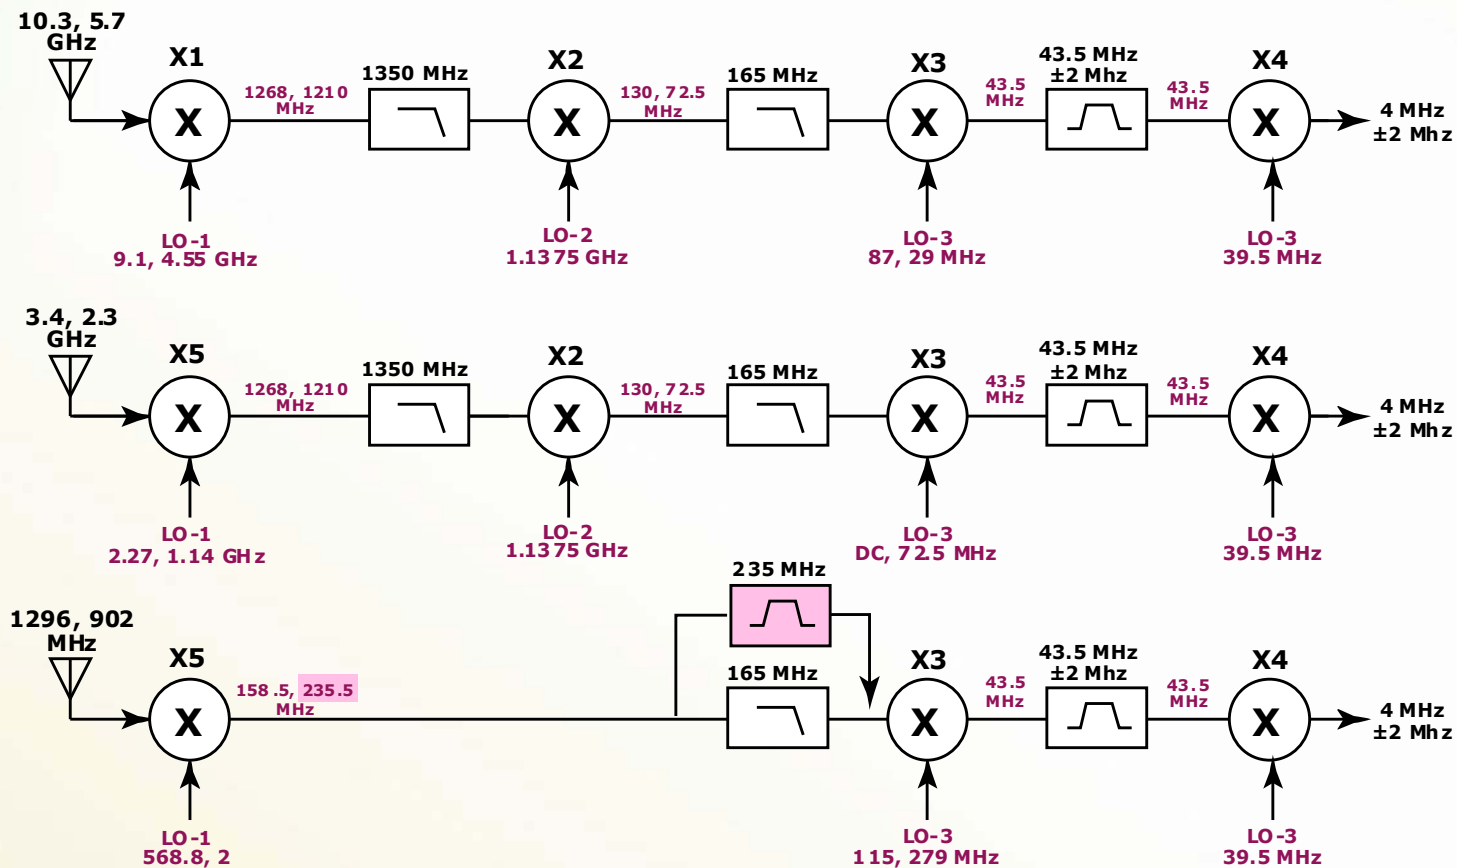 10.3, 5.7
GHz
X1
X2
X3
X4
1268, 1210
MHz
1350 MHz
130, 72.5
MHz
165 MHz
43.5
MHz
43.5 MHz
±2 Mhz
43.5
MHz
4 MHz
±2 Mhz
X
X
X
X
LO-1
9.1, 4.55 GHz
LO-2
1.1375 GHz
LO-3
87, 29 MHz
LO-3
39.5 MHz
3.4, 2.3
GHz
X5
X2
X3
X4
1268, 1210
MHz
1350 MHz
130, 72.5
MHz
165 MHz
43.5
MHz
43.5 MHz
±2 Mhz
43.5
MHz
4 MHz
±2 Mhz
X
X
X
X
LO-1
2.27, 1.14 GHz
LO-2
1.1375 GHz
LO-3
DC, 72.5 MHz
LO-3
39.5 MHz
235 MHz
1296, 902
MHz
X5
X3
X4
158.5, 235.5
MHz
165 MHz
43.5
MHz
43.5 MHz
±2 Mhz
43.5
MHz
4 MHz
±2 Mhz
X
X
X
LO-1
568.8, 2
LO-3
115, 279 MHz
LO-3
39.5 MHz